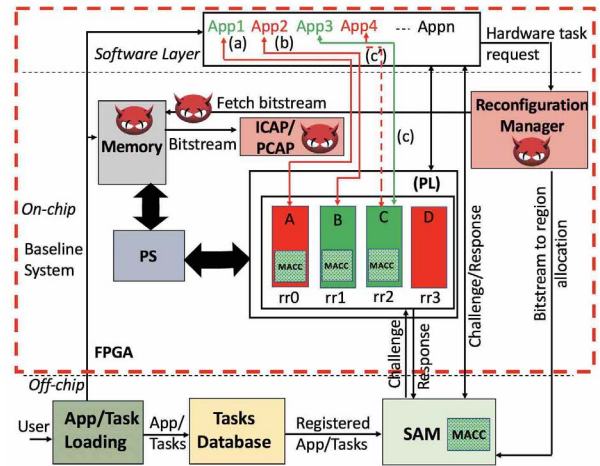 App1 App2 App3 App4 --- Appn
(a) (b) (c')
Software Layer
Hardware task
request
Fetch bitstream
Reconfiguration
Manager
Memory
Bitstream
ICAP/
PCAP
(c)
(PL)
On-chip
Baseline
System
PS
A B C D
MACC MACC MACC
rr0 rr1 rr2 rr3
Challenge/Response
Bitstream to region
allocation
FPGA
Challenge
Response
Off-chip
User
App/Task
Loading
App/
Tasks
Tasks
Database
Registered
App/Tasks
SAM
MACC